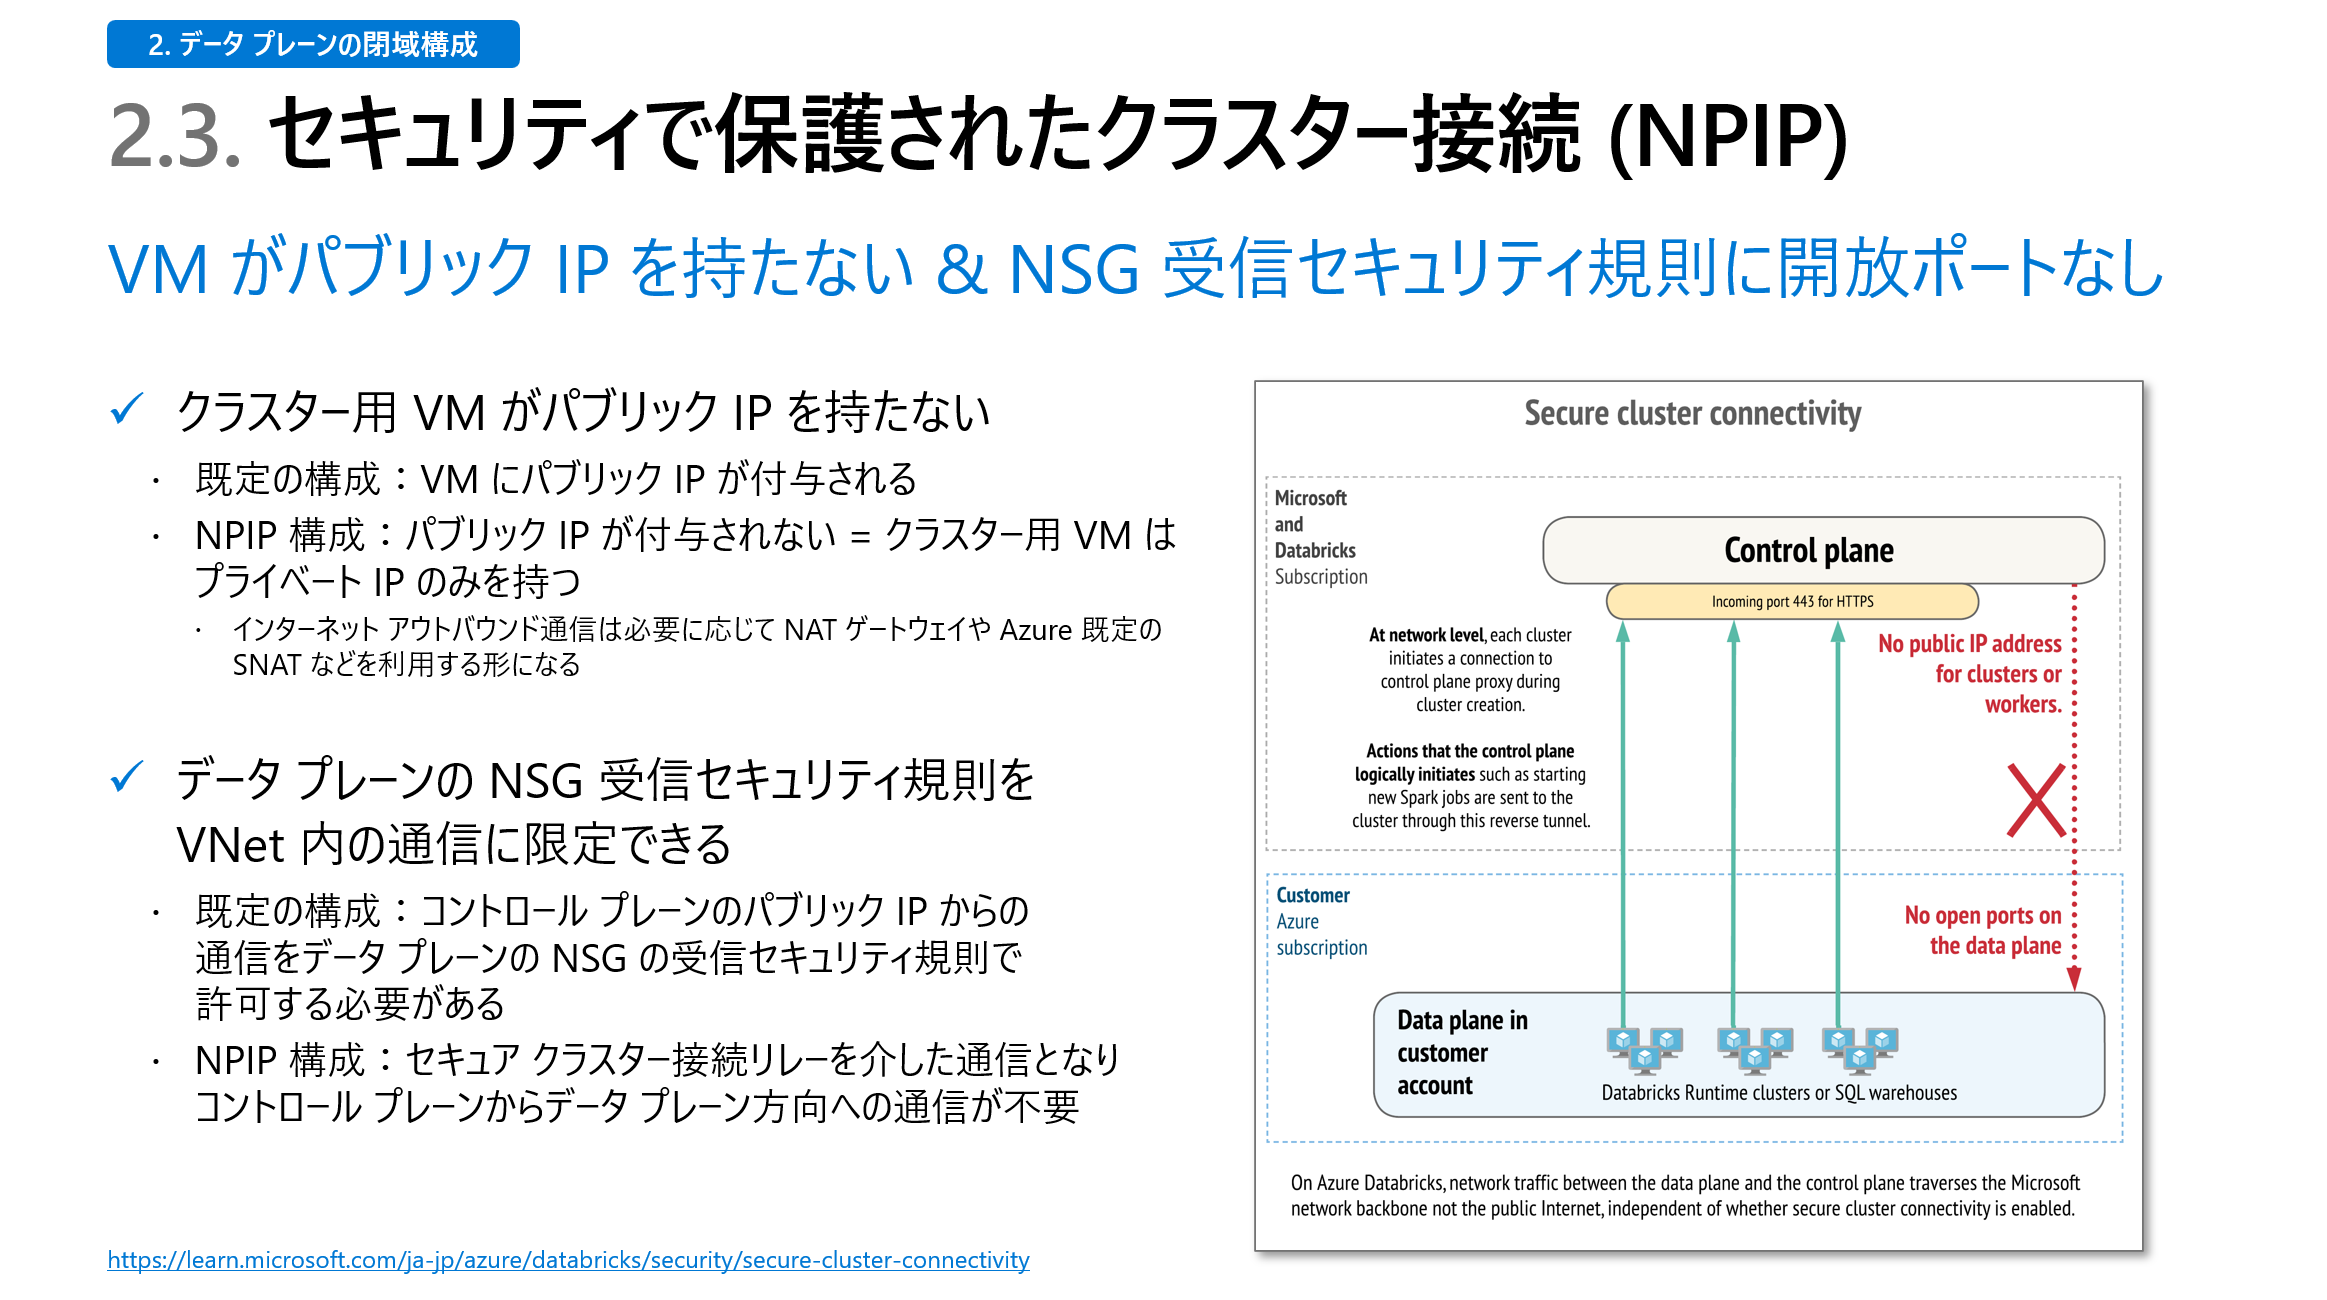 2. データ プレーンの閉域構成
2.3. セキュリティで保護されたクラスター接続 (NPIP)
VM がパブリック IP を持たない & NSG 受信セキュリティ規則に開放ポートなし
✓ クラスター用 VM がパブリック IP を持たない
・ 既定の構成：VM にパブリック IP が付与される
・ NPIP 構成：パブリック IP が付与されない = クラスター用 VM は
プライベート IP のみを持つ
・ インターネット アウトバウンド通信は必要に応じて NAT ゲートウェイや Azure 既定の
SNAT などを利用する形になる
✓ データ プレーンの NSG 受信セキュリティ規則を
VNet 内の通信に限定できる
・ 既定の構成：コントロール プレーンのパブリック IP からの
通信をデータ プレーンの NSG の受信セキュリティ規則で
許可する必要がある
・ NPIP 構成：セキュア クラスター接続リレーを介した通信となり
コントロール プレーンからデータ プレーン方向への通信が不要
https://learn.microsoft.com/ja-jp/azure/databricks/security/secure-cluster-connectivity
Secure cluster connectivity
Microsoft
and
Databricks
Subscription
Control plane
Incoming port 443 for HTTPS
At network level, each cluster
initiates a connection to
control plane proxy during
cluster creation.
Actions that the control plane
logically initiates such as starting
new Spark jobs are sent to the
cluster through this reverse tunnel.
No public IP address
for clusters or
workers.
Customer
Azure
subscription
No open ports on
the data plane
Data plane in
customer
account
Databricks Runtime clusters or SQL warehouses
On Azure Databricks, network traffic between the data plane and the control plane traverses the Microsoft
network backbone not the public Internet, independent of whether secure cluster connectivity is enabled.